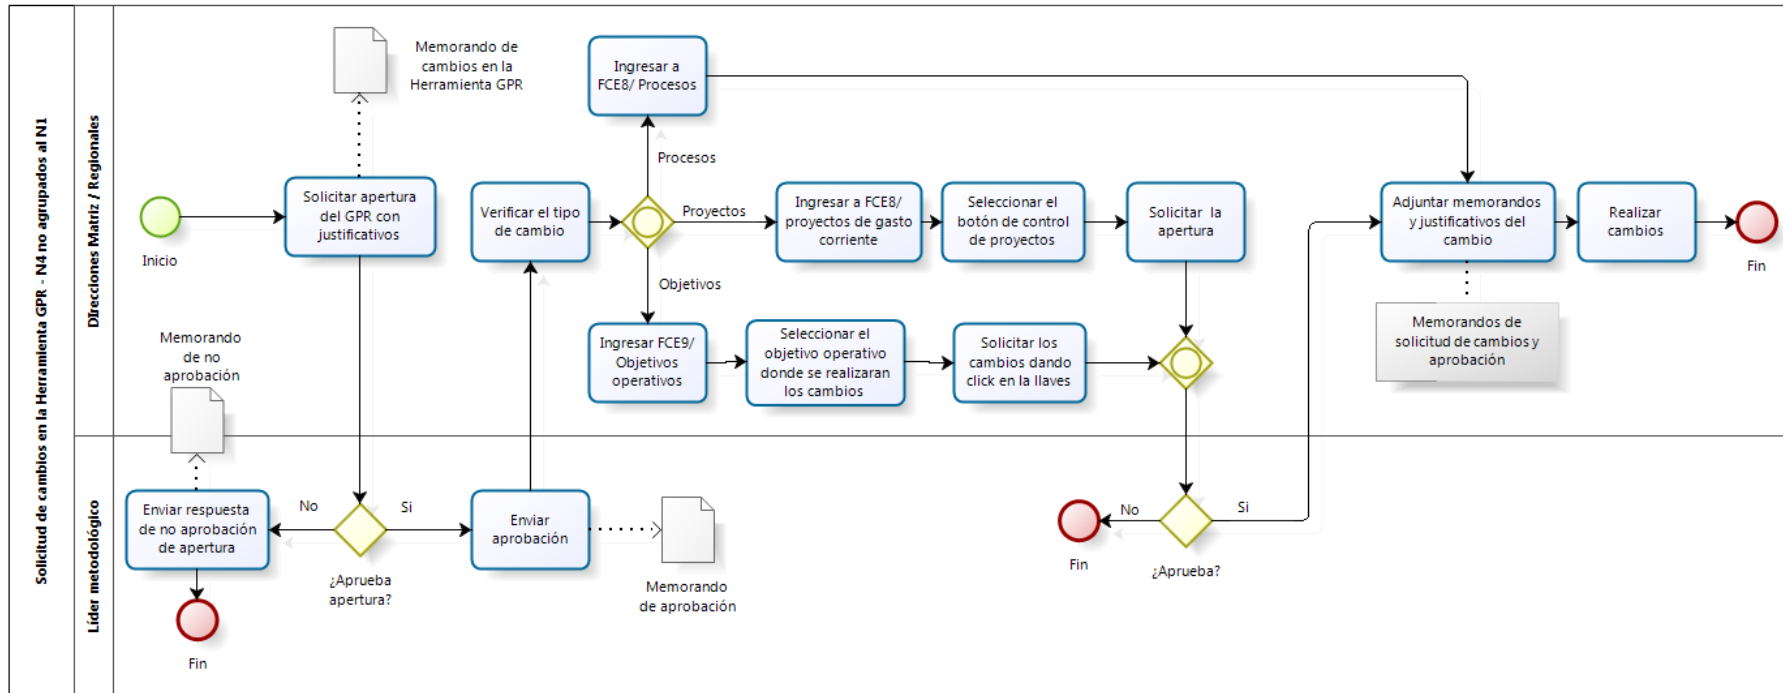 Solicitud de cambios en la Herramienta GPR - N4 no agrupados al N1
Direcciones Matriz / Regionales
Líder metodológico
Inicio
Solicitar apertura
del GPR con
justificativos
Memorando de
cambios en la
Herramienta GPR
Verificar el tipo
de cambio
Procesos
Proyectos
Objetivos
Ingresar a
FCE8/ Procesos
Ingresar a FCE8/
proyectos de gasto
corriente
Seleccionar el
botón de control
de proyectos
Solicitar la
apertura
Ingresar FCE9/
Objetivos
operativos
Seleccionar el
objetivo operativo
donde se realizaran
los cambios
Solicitar los
cambios dando
click en la llaves
Adjuntar memorandos
y justificativos del
cambio
Realizar
cambios
Fin
Memorandos de
solicitud de cambios y
aprobación
Memorando
de no
aprobación
Enviar respuesta
de no aprobación
de apertura
Fin
No
Si
¿Aprueba
apertura?
Enviar
aprobación
Memorando
de aprobación
Fin
No
Si
¿Aprueba?